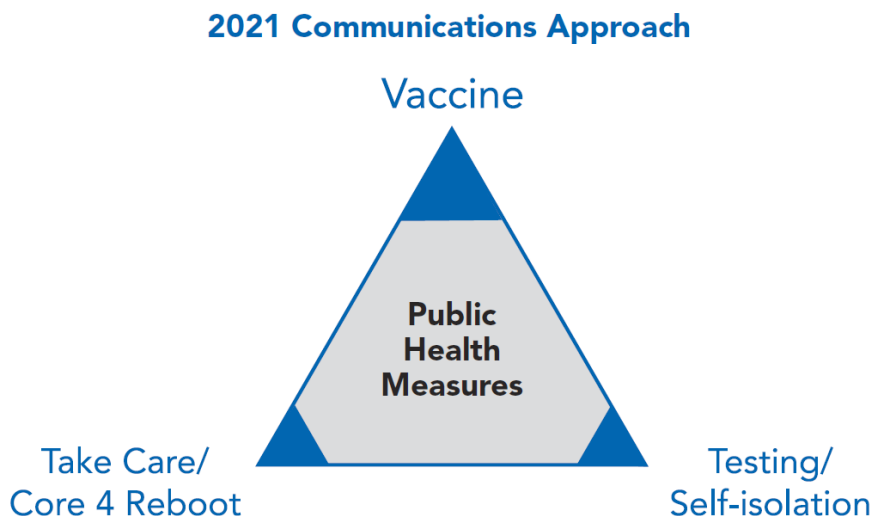 2021 Communications Approach
Vaccine
Public
Health
Measures
Take Care/
Core 4 Reboot
Testing/
Self-isolation